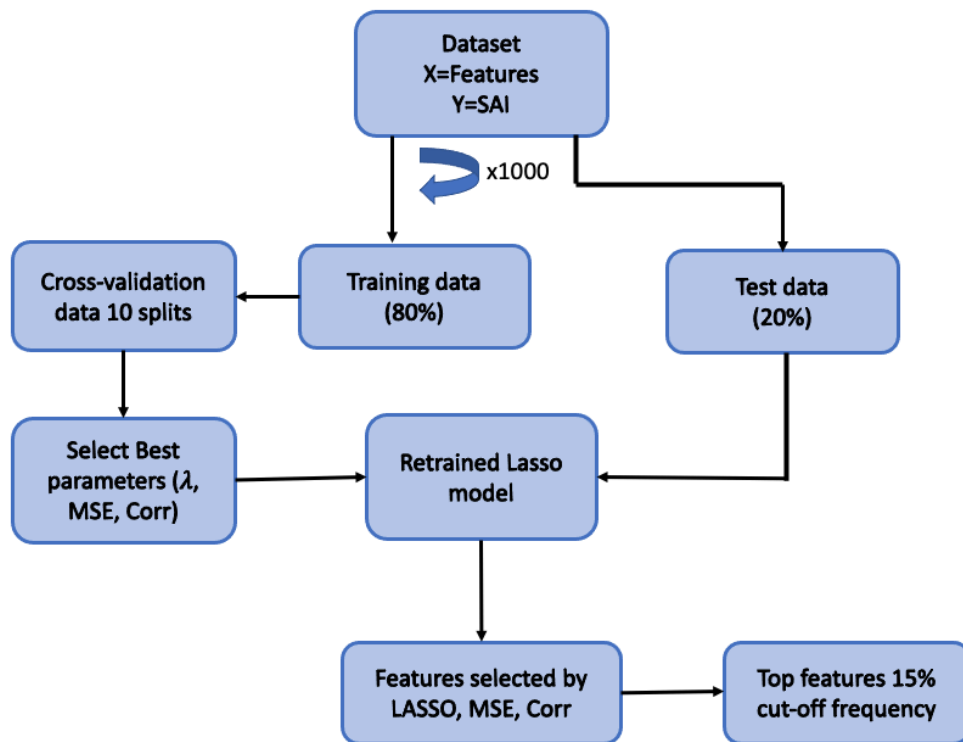 Dataset
X=Features
Y=SAI
x1000
Cross-validation
data 10 splits
Training data
(80%)
Test data
(20%)
Select Best
parameters (λ,
MSE, Corr)
Retrained Lasso
model
Features selected by
LASSO, MSE, Corr
Top features 15%
cut-off frequency